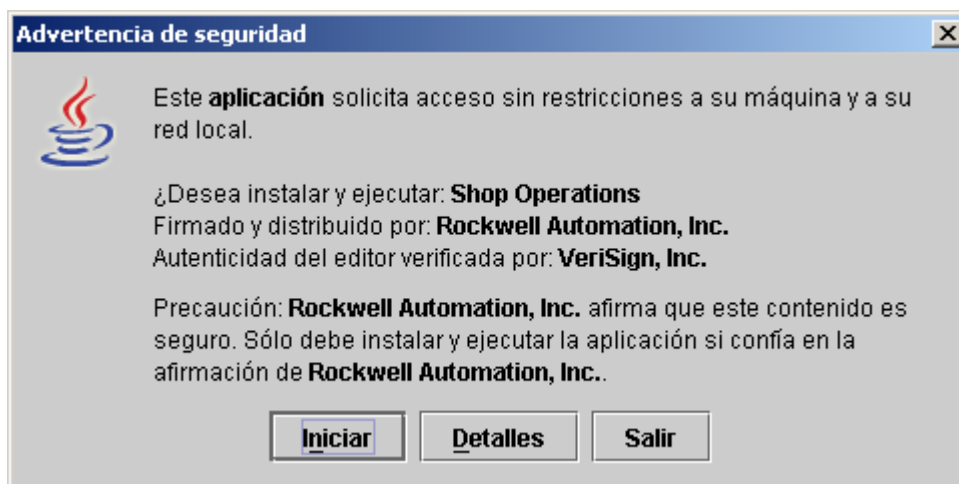 Advertencia de seguridad
Este aplicación solicita acceso sin restricciones a su máquina y a su
red local.
¿Desea instalar y ejecutar: Shop Operations
Firmado y distribuido por: Rockwell Automation, Inc.
Autenticidad del editor verificada por: VeriSign, Inc.
Precaución: Rockwell Automation, Inc. afirma que este contenido es
seguro. Sólo debe instalar y ejecutar la aplicación si confía en la
afirmación de Rockwell Automation, Inc..
Iniciar Detalles Salir